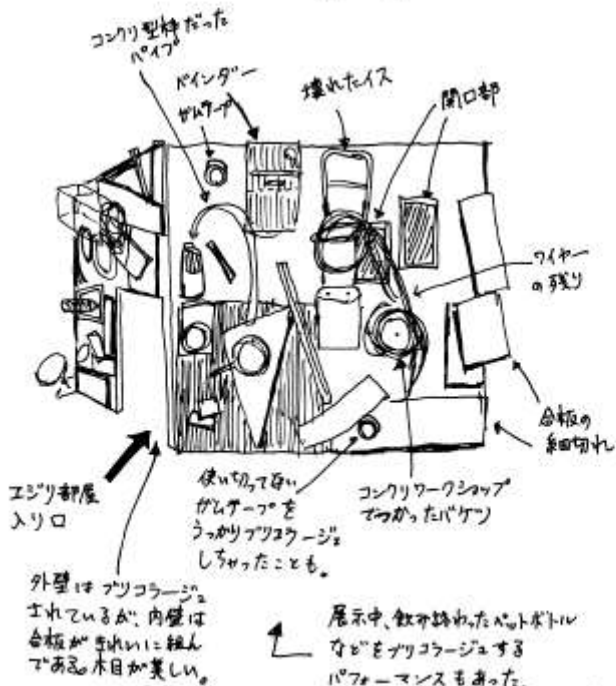 コンクリ型枠だった
パイプ
バインダー
ガムテープ
壊れたイス
開口部
ワイヤー
の残り
合板の
細切れ
エジリ部屋
入り口
使い切ってない
ガムテープを
うっかりブリコラージュ
しちゃったことも。
コンクリワークショップ
でつかったバケツ
外壁はブリコラージュ
されているが、内壁は
合板がきれいに組ん
である。木目が美しい。
展示中、飲み終わったペットボトル
などをブリコラージュする
パフォーマンスもあった。